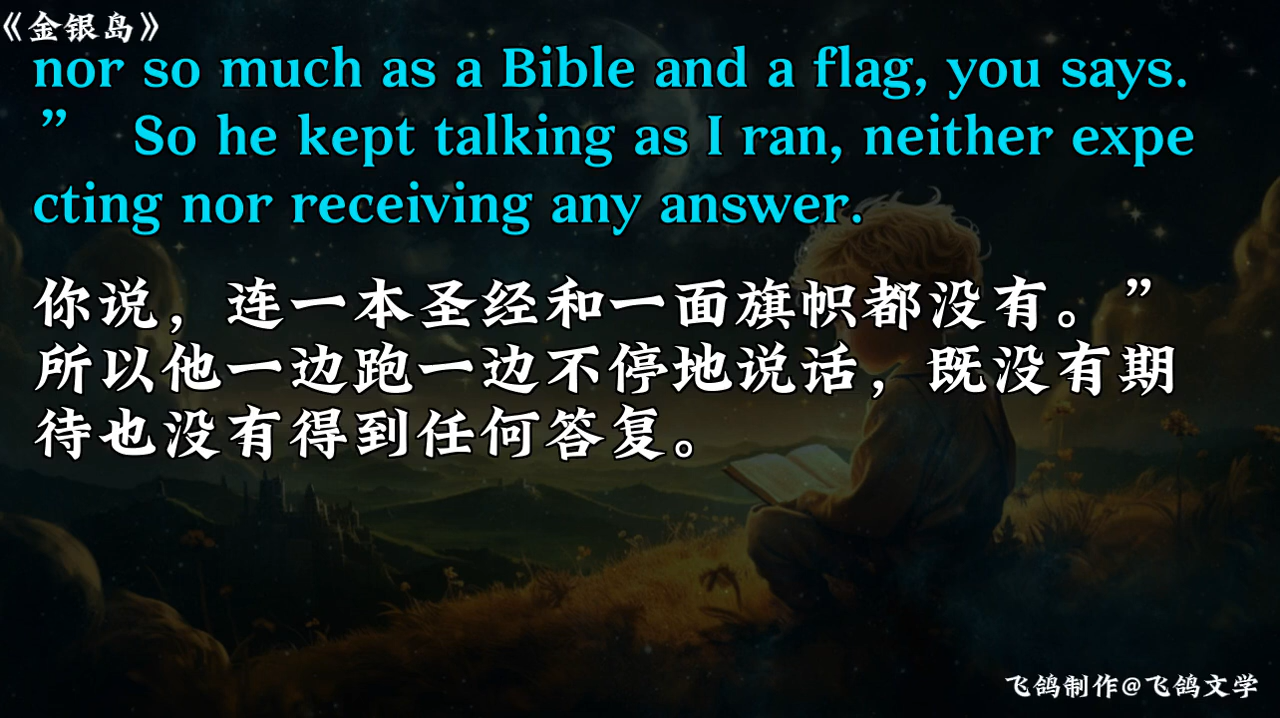 《金银岛》
nor so much as a Bible and a flag, you says.
”  So he kept talking as I ran, neither expe
cting nor receiving any answer.
你说，连一本圣经和一面旗帜都没有。”
所以他一边跑一边不停地说话，既没有期
待也没有得到任何答复。
飞鸽制作@飞鸽文学